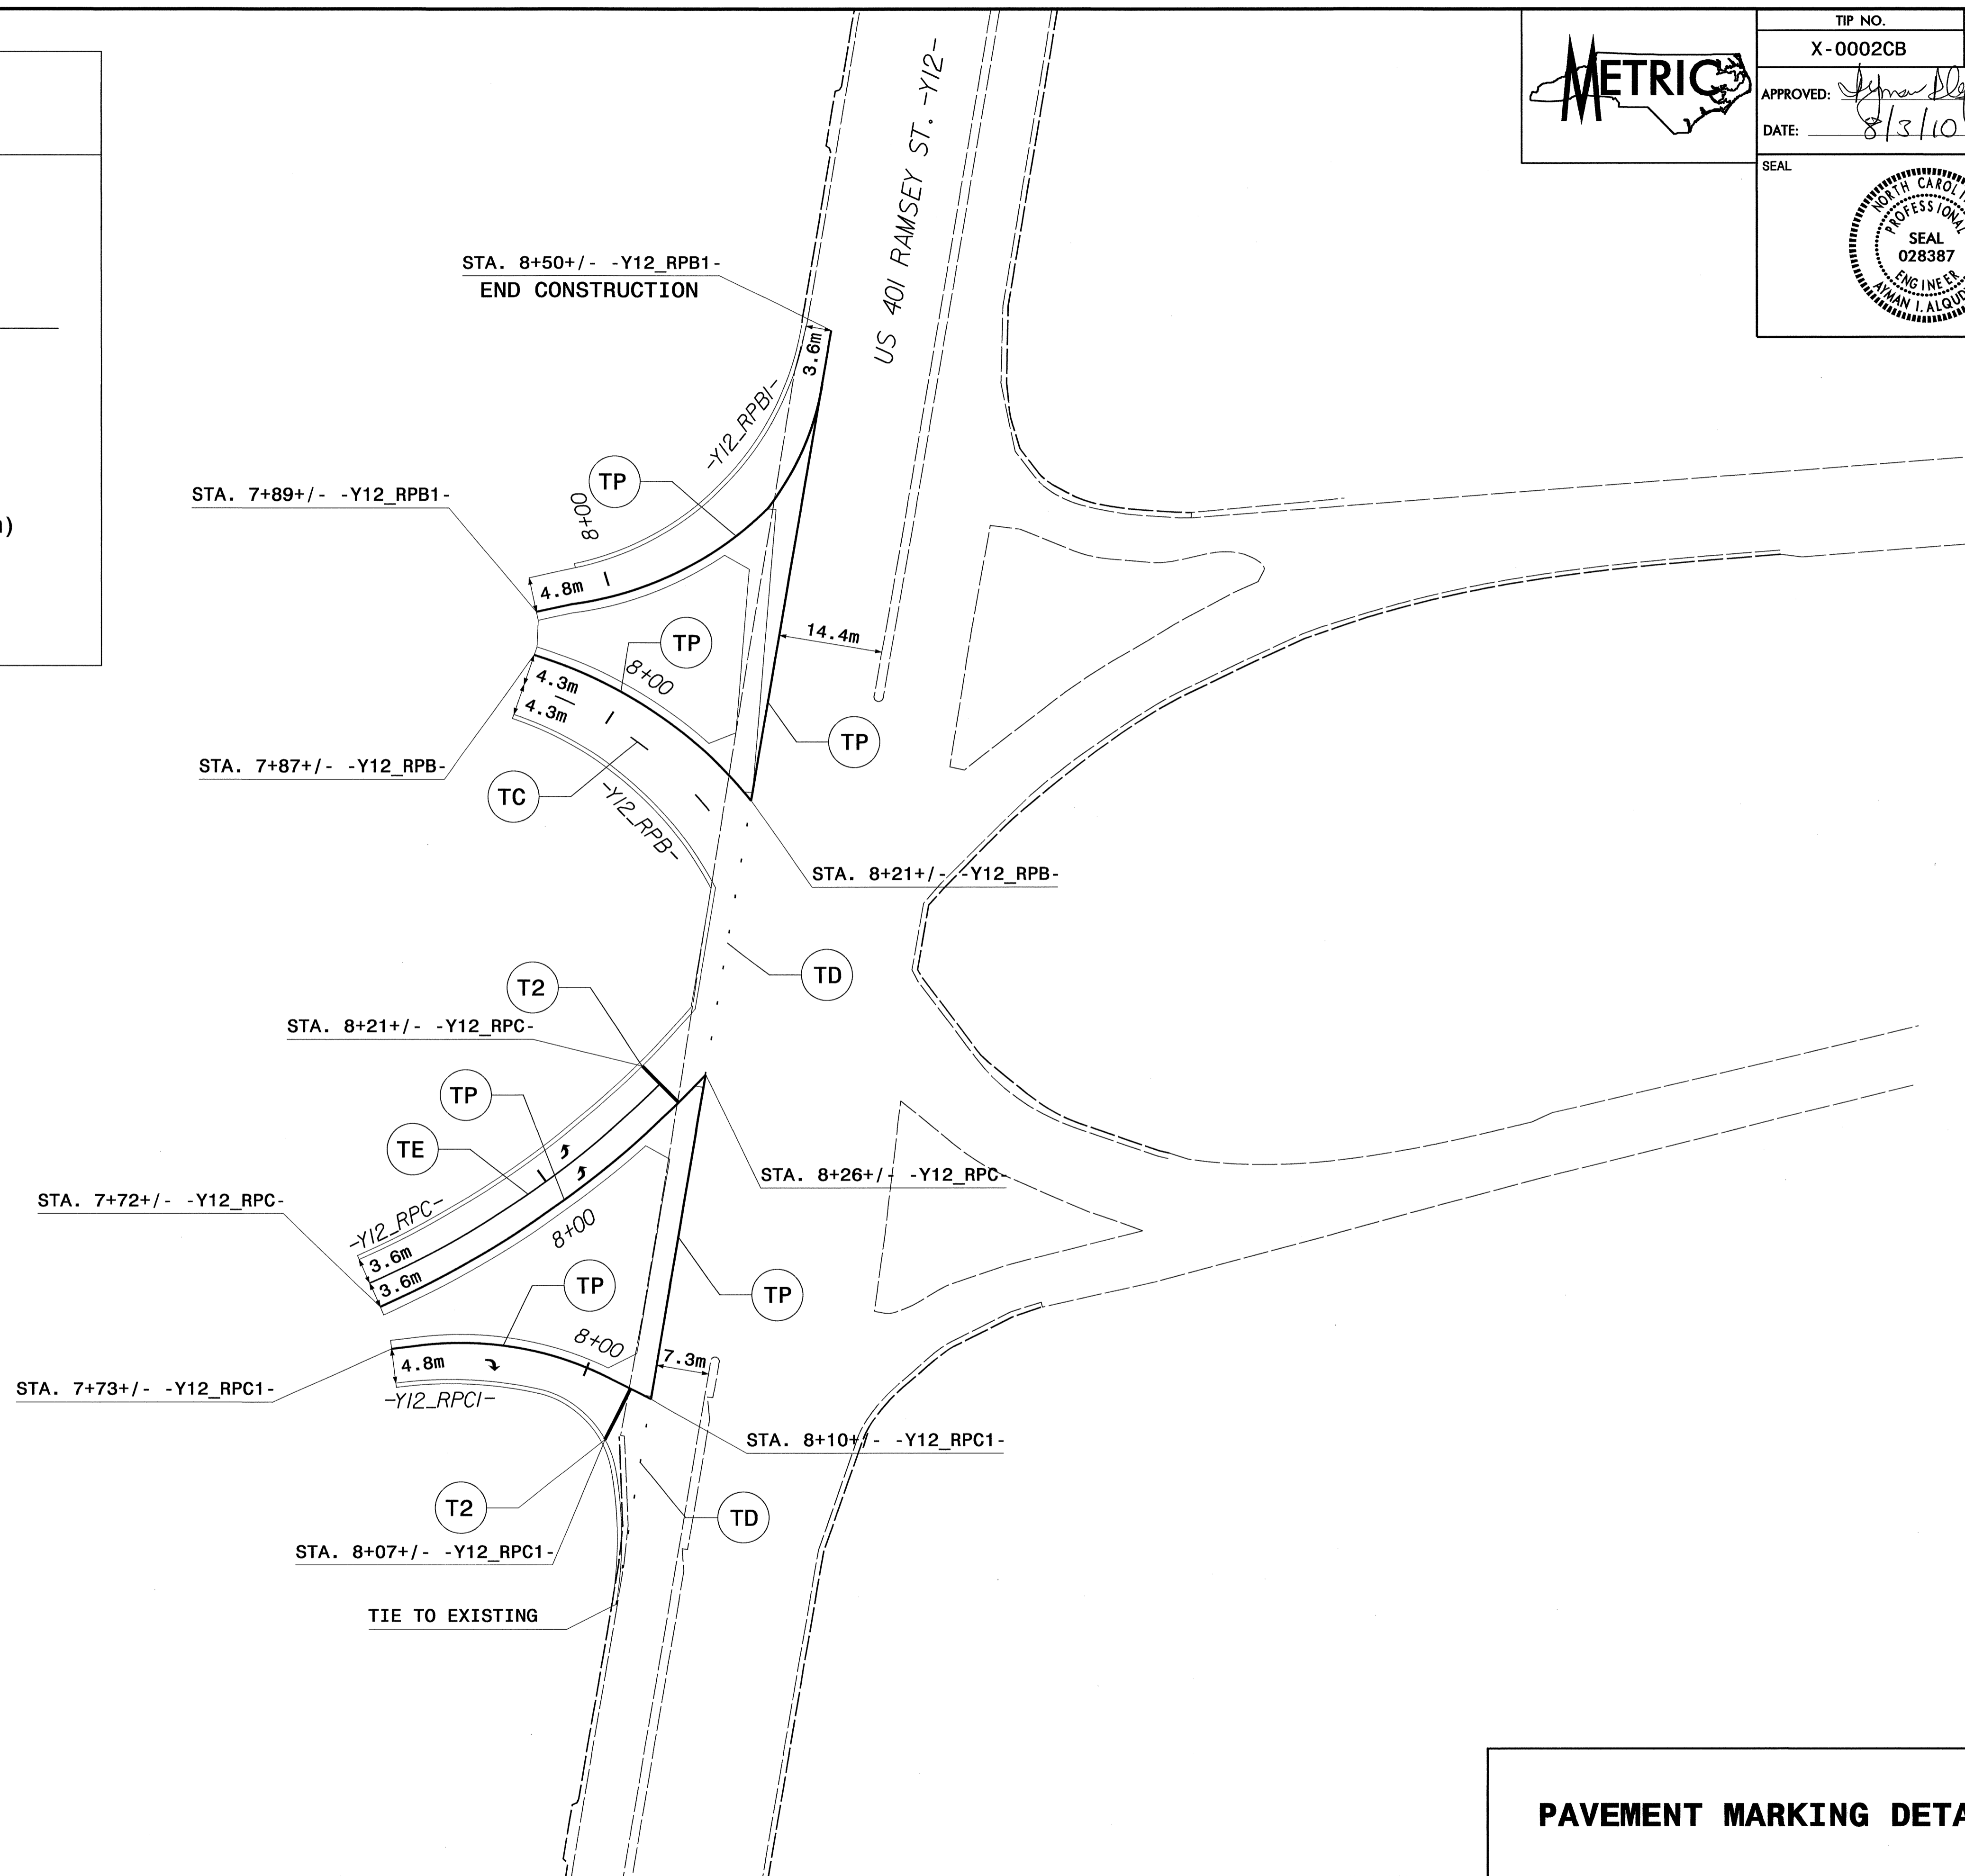 METRIC
TIP NO.
X-0002CB
APPROVED:
DATE: 8/3/10
SEAL
NORTH CAROLI
PROFESSIONAL
SEAL
028387
ENGINEER
AYMAN I. ALQUD
US 401 RAMSEY ST. -Y12-
STA. 8+50+/- -Y12_RPB1-
END CONSTRUCTION
3.6m
-Y12_RPB1-
TP
8+00
STA. 7+89+/- -Y12_RPB1-
4.8m
TP
14.4m
8+00
4.3m
4.3m
TP
STA. 7+87+/- -Y12_RPB-
TC
-Y12_RPB-
STA. 8+21+/- -Y12_RPB-
TD
T2
STA. 8+21+/- -Y12_RPC-
TP
TE
STA. 8+26+/- -Y12_RPC-
STA. 7+72+/- -Y12_RPC-
-Y12_RPC-
8+00
3.6m
3.6m
TP
TP
8+00
7.3m
4.8m
STA. 7+73+/- -Y12_RPC1-
-Y12_RPC1-
STA. 8+10+/- -Y12_RPC1-
T2
TD
STA. 8+07+/- -Y12_RPC1-
TIE TO EXISTING
)
PAVEMENT MARKING DETA